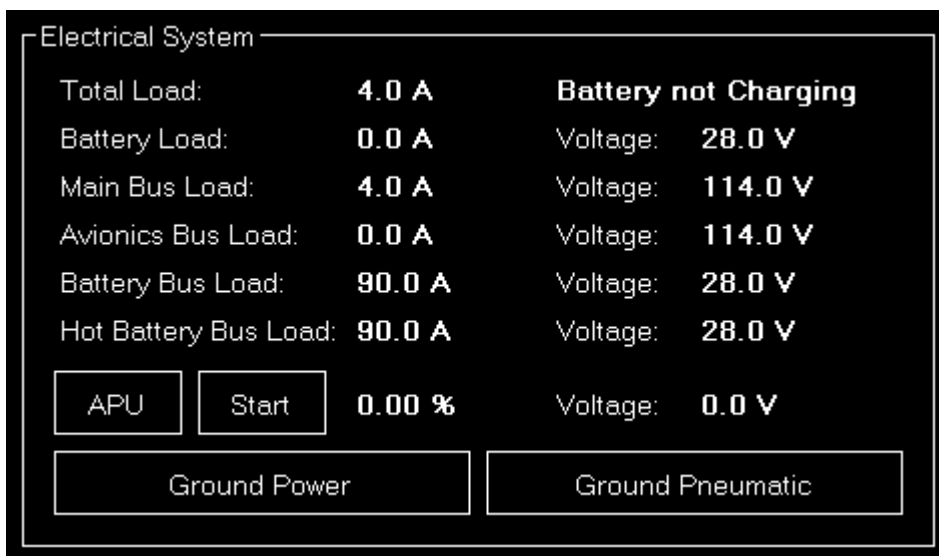 Electrical System
Total Load: 4.0 A Battery not Charging
Battery Load: 0.0 A Voltage: 28.0 V
Main Bus Load: 4.0 A Voltage: 114.0 V
Avionics Bus Load: 0.0 A Voltage: 114.0 V
Battery Bus Load: 90.0 A Voltage: 28.0 V
Hot Battery Bus Load: 90.0 A Voltage: 28.0 V
APU Start 0.00 % Voltage: 0.0 V
Ground Power Ground Pneumatic